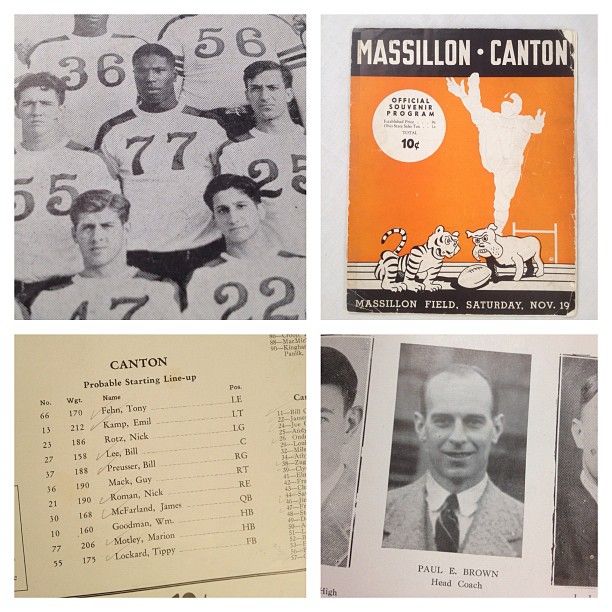 36
56
77
55
25
47
22
MASSILLON · CANTON
OFFICIAL
SOUVENIR
PROGRAM
TOTAL
10¢
MASSILLON FIELD, SATURDAY, NOV. 19
CANTON
Probable Starting Line-up
No. Wgt. Name Pos.
66 170 Fehn, Tony LE
13 212 Kamp, Emil LT
23 186 Rotz, Nick LG
27 158 Lee, Bill C
37 188 Preusser, Bill RG
36 190 Mack, Guy RT
21 190 Roman, Nick RE
30 168 McFarland, James QB
10 160 Goodman, Wm. HB
77 206 Motley, Marion HB
55 175 Lockard, Tippy FB
PAUL E. BROWN
Head Coach
High